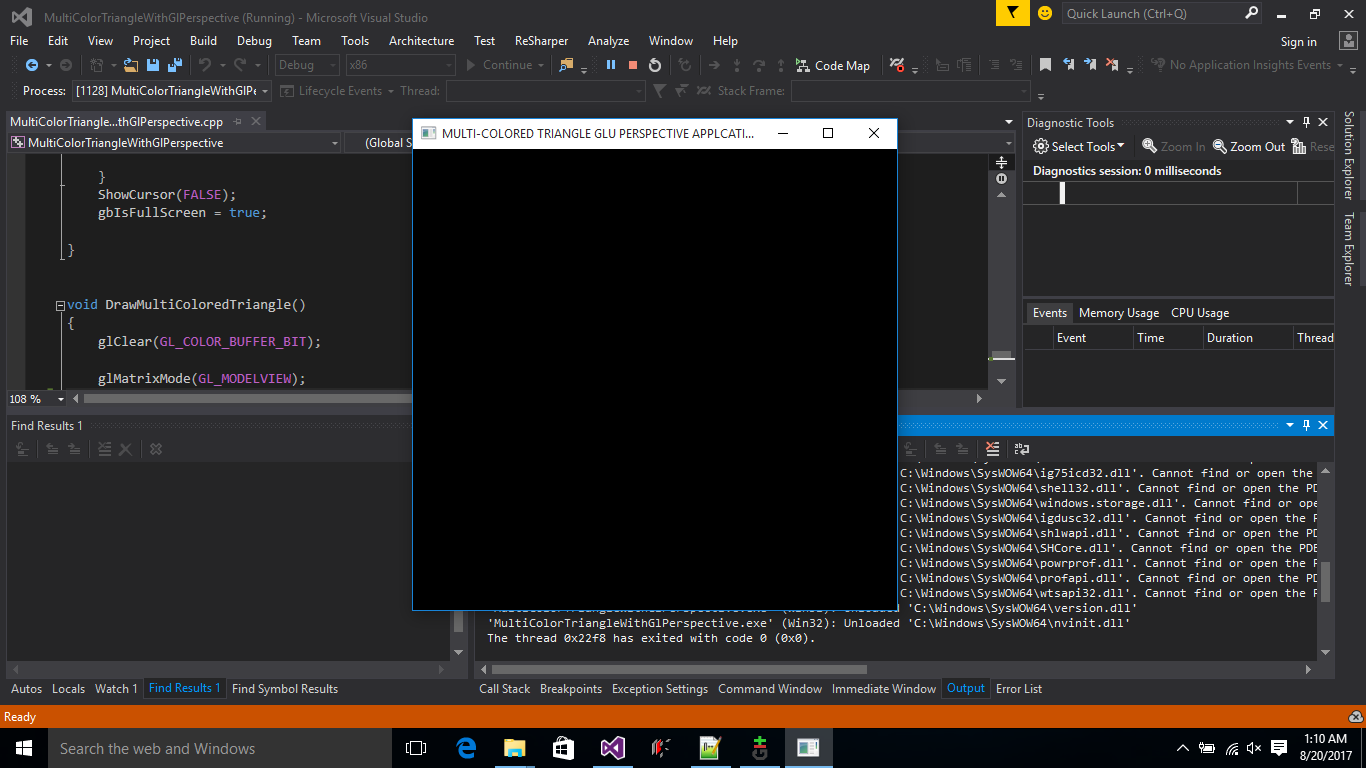 MultiColorTriangleWithGlPerspective (Running) - Microsoft Visual Studio
Quick Launch (Ctrl+Q)
File Edit View Project Build Debug Team Tools Architecture Test ReSharper Analyze Window Help
Sign in
Debug x86 Continue Code Map No Application Insights Events
Process: [1128] MultiColorTriangleWithGlPe Lifecycle Events Thread: Stack Frame:
MultiColorTriangle...thGlPerspective.cpp
MultiColorTriangleWithGlPerspective (Global S
}
ShowCursor(FALSE);
gbIsFullScreen = true;
}
void DrawMultiColoredTriangle()
{
glClear(GL_COLOR_BUFFER_BIT);
glMatrixMode(GL_MODELVIEW);
108 %
MULTI-COLORED TRIANGLE GLU PERSPECTIVE APPLCATI...
Diagnostic Tools
Select Tools Zoom In Zoom Out Rese
Diagnostics session: 0 milliseconds
Events Memory Usage CPU Usage
Event Time Duration Thread
Solution Explorer
Team Explorer
Find Results 1
C:\Windows\SysWOW64\ig75icd32.dll'. Cannot find or open the
C:\Windows\SysWOW64\shell32.dll'. Cannot find or open the PD
C:\Windows\SysWOW64\windows.storage.dll'. Cannot find or ope
C:\Windows\SysWOW64\igdusc32.dll'. Cannot find or open the P
C:\Windows\SysWOW64\shlwapi.dll'. Cannot find or open the P
C:\Windows\SysWOW64\SHCore.dll'. Cannot find or open the PDB
C:\Windows\SysWOW64\powrprof.dll'. Cannot find or open the P
C:\Windows\SysWOW64\profapi.dll'. Cannot find or open the PD
C:\Windows\SysWOW64\wtsapi32.dll'. Cannot find or open the P
'C:\Windows\SysWOW64\version.dll'
'MultiColorTriangleWithGlPerspective.exe' (Win32): Unloaded 'C:\Windows\SysWOW64\nvinit.dll'
The thread 0x22f8 has exited with code 0 (0x0).
Autos Locals Watch 1 Find Results 1 Find Symbol Results
Call Stack Breakpoints Exception Settings Command Window Immediate Window Output Error List
Ready
Search the web and Windows
1:10 AM
8/20/2017